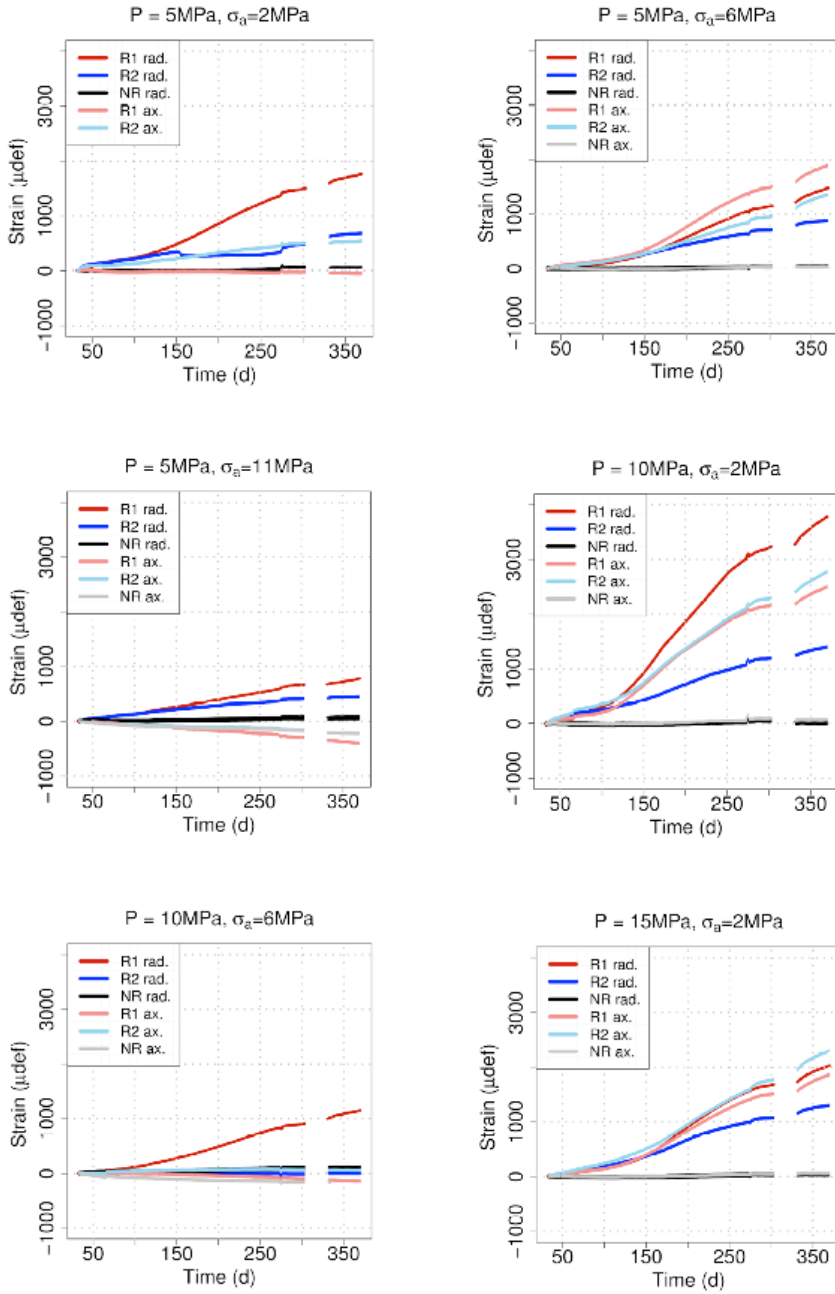 P = 5MPa, σa=2MPa
R1 rad.
R2 rad.
NR rad.
R1 ax.
R2 ax.
Strain (μdef)
3000
1000
0
−1000
50 150 250 350
Time (d)
P = 5MPa, σa=6MPa
R1 rad.
R2 rad.
NR rad.
R1 ax.
R2 ax.
NR ax.
Strain (μdef)
3000
1000
0
−1000
50 150 250 350
Time (d)
P = 5MPa, σa=11MPa
R1 rad.
R2 rad.
NR rad.
R1 ax.
R2 ax.
NR ax.
Strain (μdef)
3000
1000
0
−1000
50 150 250 350
Time (d)
P = 10MPa, σa=2MPa
R1 rad.
R2 rad.
NR rad.
R1 ax.
R2 ax.
NR ax.
Strain (μdef)
3000
1000
0
−1000
50 150 250 350
Time (d)
P = 10MPa, σa=6MPa
R1 rad.
R2 rad.
NR rad.
R1 ax.
R2 ax.
NR ax.
Strain (μdef)
3000
1000
0
−1000
50 150 250 350
Time (d)
P = 15MPa, σa=2MPa
R1 rad.
R2 rad.
NR rad.
R1 ax.
R2 ax.
NR ax.
Strain (μdef)
3000
1000
0
−1000
50 150 250 350
Time (d)